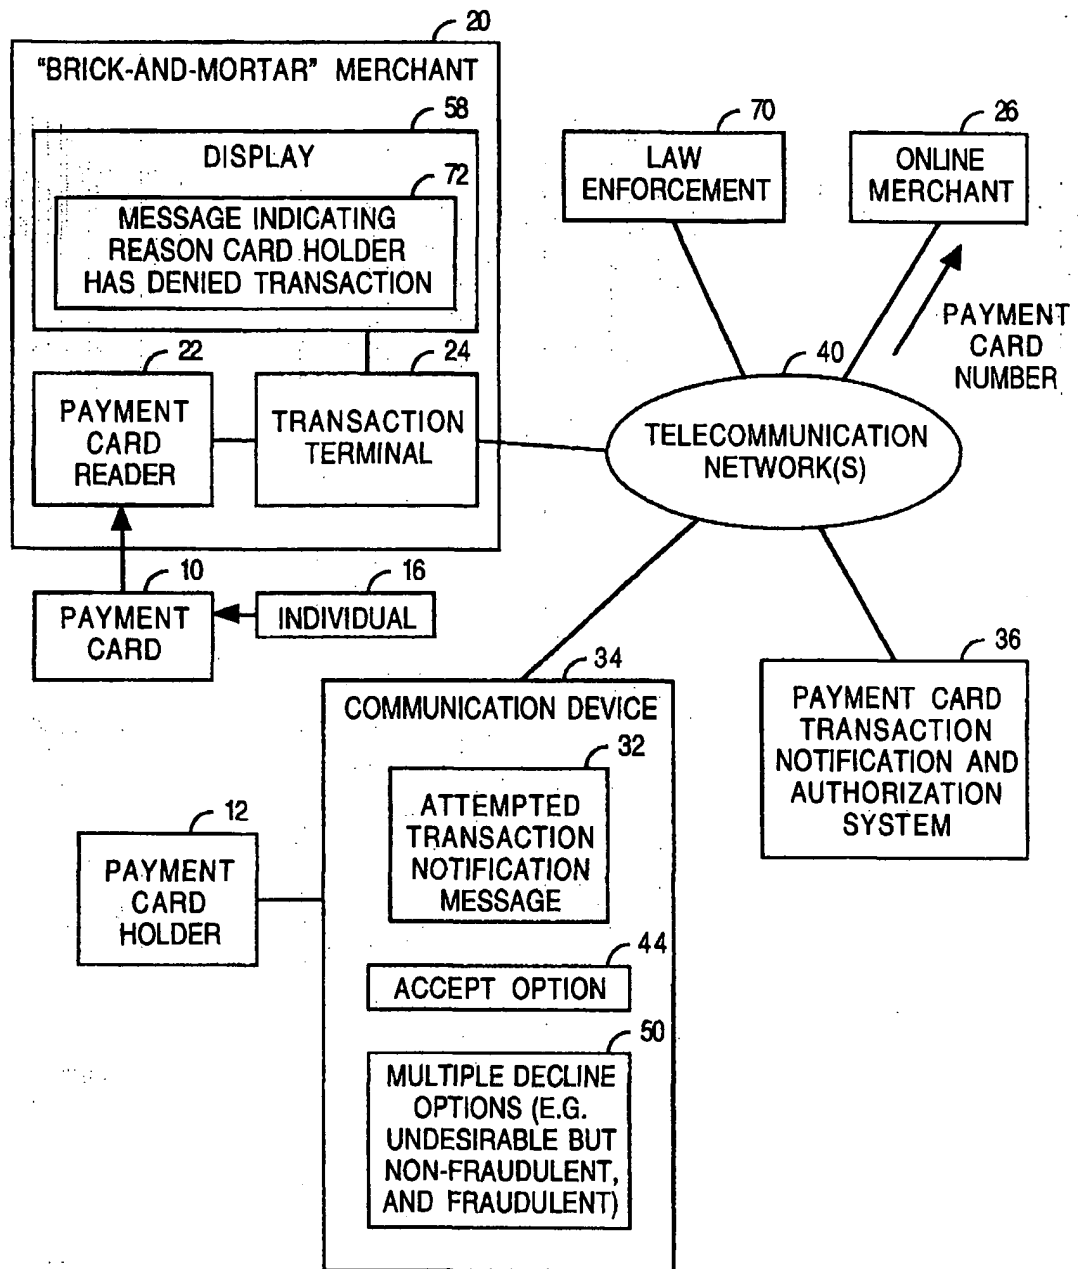 20
"BRICK-AND-MORTAR" MERCHANT
58
DISPLAY
72
MESSAGE INDICATING
REASON CARD HOLDER
HAS DENIED TRANSACTION
22
PAYMENT
CARD
READER
24
TRANSACTION
TERMINAL
10
PAYMENT
CARD
16
INDIVIDUAL
70
LAW
ENFORCEMENT
26
ONLINE
MERCHANT
PAYMENT
CARD
NUMBER
40
TELECOMMUNICATION
NETWORK(S)
36
PAYMENT CARD
TRANSACTION
NOTIFICATION AND
AUTHORIZATION
SYSTEM
34
COMMUNICATION DEVICE
32
ATTEMPTED
TRANSACTION
NOTIFICATION
MESSAGE
12
PAYMENT
CARD
HOLDER
44
ACCEPT OPTION
50
MULTIPLE DECLINE
OPTIONS (E.G.
UNDESIRABLE BUT
NON-FRAUDULENT,
AND FRAUDULENT)